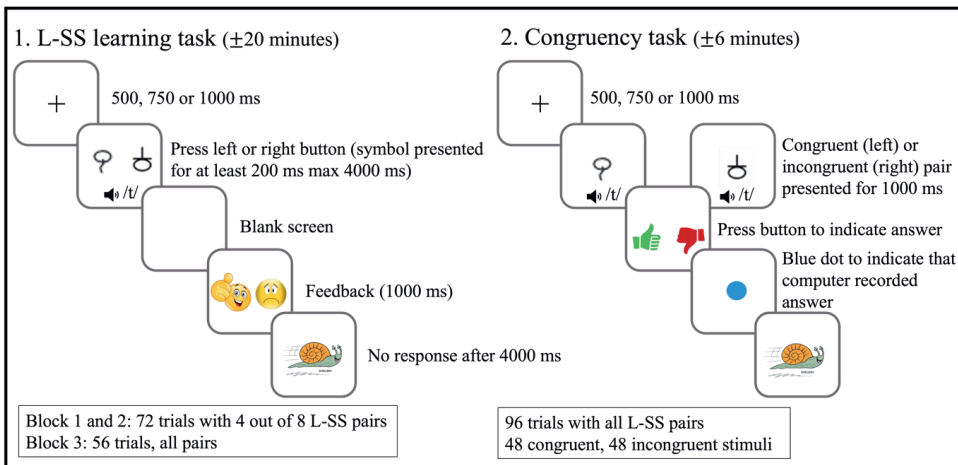 1. L-SS learning task (±20 minutes)
500, 750 or 1000 ms
Press left or right button (symbol presented
for at least 200 ms max 4000 ms)
/t/
Blank screen
Feedback (1000 ms)
No response after 4000 ms
Block 1 and 2: 72 trials with 4 out of 8 L-SS pairs
Block 3: 56 trials, all pairs
2. Congruency task (±6 minutes)
500, 750 or 1000 ms
/t/
/t/
Congruent (left) or
incongruent (right) pair
presented for 1000 ms
Press button to indicate answer
Blue dot to indicate that
computer recorded
answer
96 trials with all L-SS pairs
48 congruent, 48 incongruent stimuli